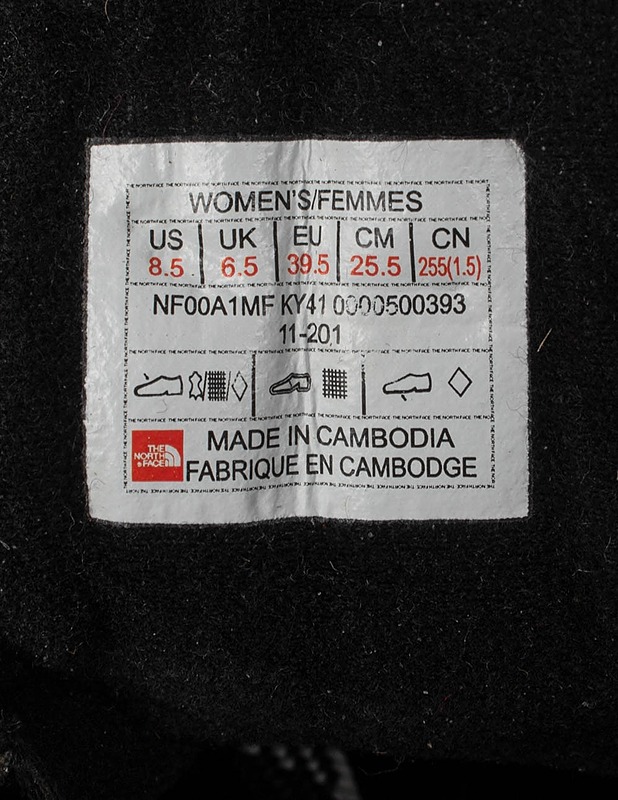 WOMEN'S/FEMMES
US UK EU CM CN
8.5 6.5 39.5 25.5 255(1.5)
NF00A1MF KY41 0000500393
11-201
THE
NORTH
FACE
MADE IN CAMBODIA
FABRIQUE EN CAMBODGE